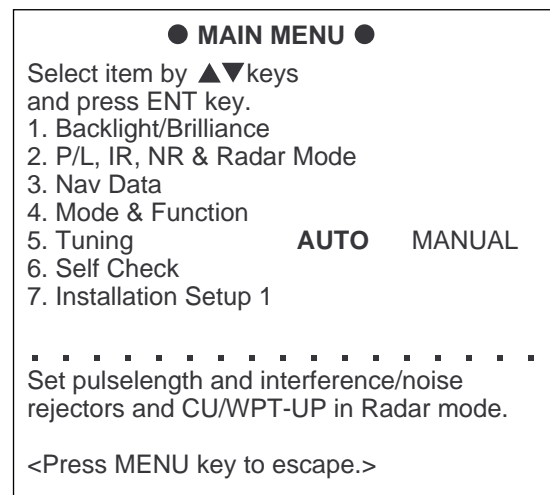 ● MAIN MENU ●
Select item by ▲▼keys
and press ENT key.
1. Backlight/Brilliance
2. P/L, IR, NR & Radar Mode
3. Nav Data
4. Mode & Function
5. Tuning AUTO MANUAL
6. Self Check
7. Installation Setup 1
Set pulselength and interference/noise
rejectors and CU/WPT-UP in Radar mode.
<Press MENU key to escape.>